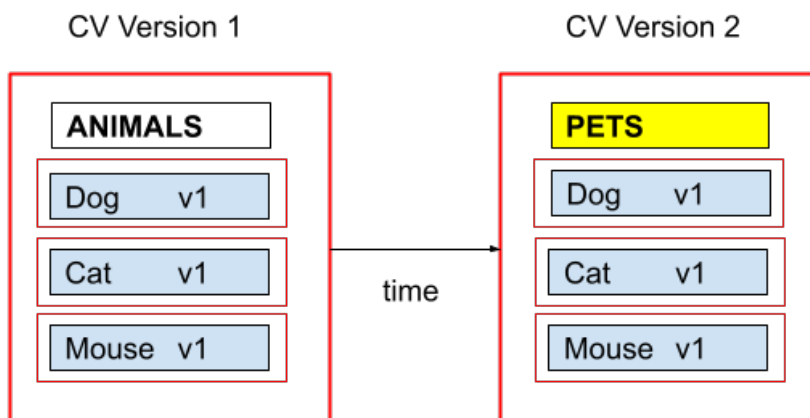 CV Version 1
ANIMALS
Dog v1
Cat v1
Mouse v1
time
CV Version 2
PETS
Dog v1
Cat v1
Mouse v1